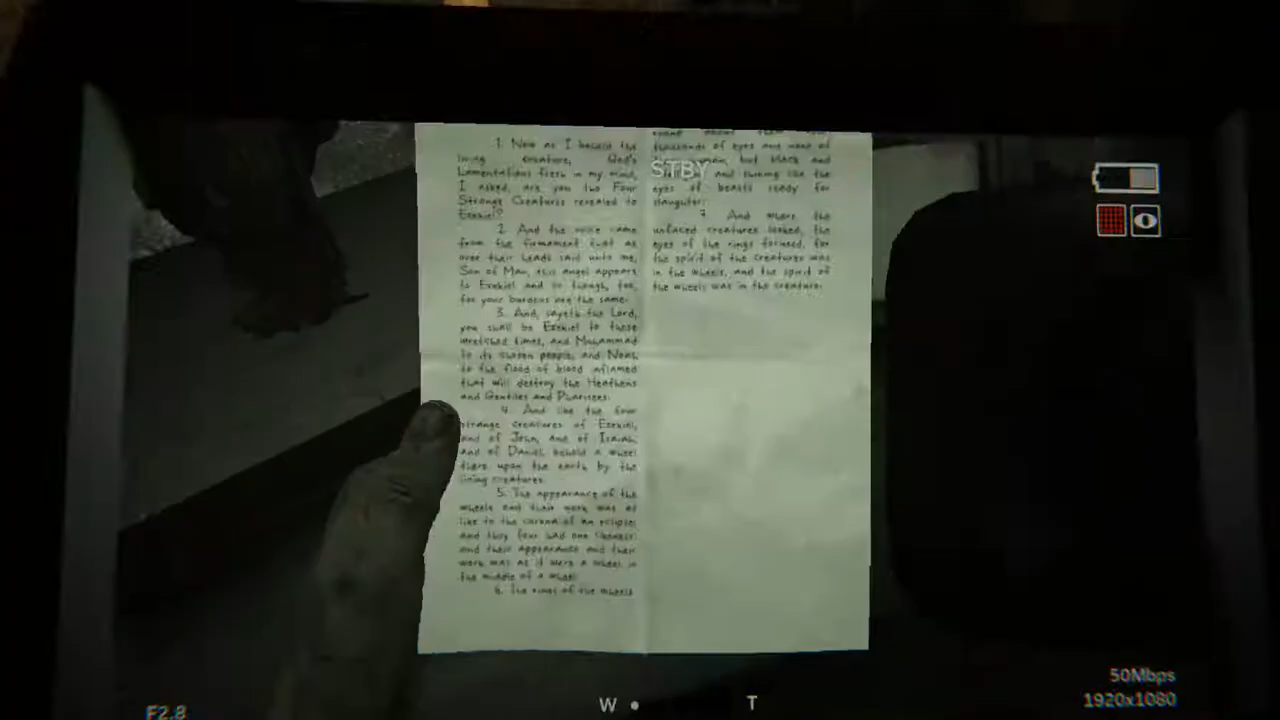 1. Now as I beheld the
living creature, God's
Lamentations fresh in my mind,
I asked, are you the Four
Strange Creatures revealed to
Ezekiel?
2. And the voice came
from the firmament that as
over their heads said unto me,
Son of Man, this angel appears
to Ezekiel and to though, too,
for your burdens are the same.
3. And, sayeth the Lord,
you shall be Ezekiel to these
wretched times, and Muhammad
to its chosen people, and Noah
to the flood of blood inflamed
that will destroy the Heathens
and Gentiles and Pharisees.
4. And like the four
strange creatures of Ezekiel,
and of John, and of Isaiah,
and of Daniel, behold a wheel
there upon the earth by the
living creatures.
5. The appearance of the
wheels and their work was as
like to the corona of an eclipse:
and they four had one likeness:
and their appearance and their
work was as it were a wheel in
the middle of a wheel.
6. The rings of the wheels
thousands of eyes and none of
man, but black and
and shining like the
eyes of beasts ready for
slaughter.
7. And where the
unfaced creatures looked, the
eyes of the rings focused, for
the spirit of the creatures was
in the wheels, and the spirit of
the wheels was in the creature.
STBY
50Mbps
1920x1080
F2.8
W
T